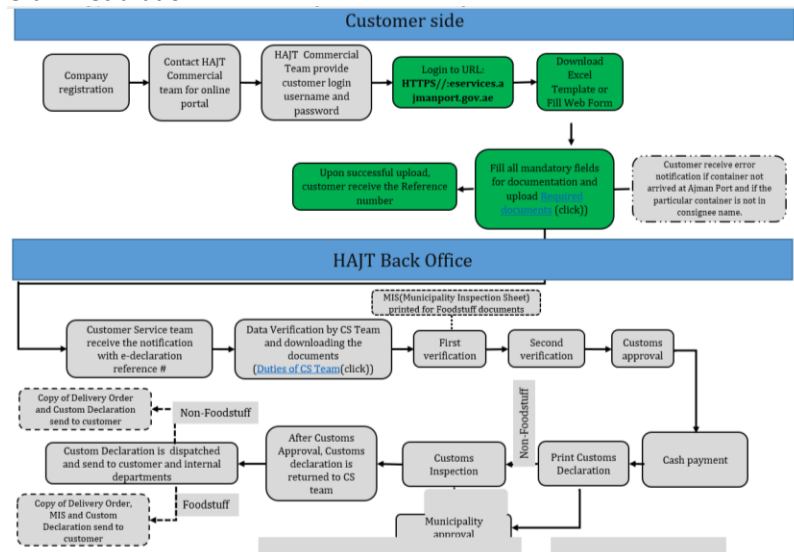 Customer side
Company
registration
Contact HAJT
Commercial
team for online
portal
HAJT Commercial
Team provide
customer login
username and
password
Login to URL:
HTTPS//:eservices.a
jmanport.gov.ae
Download
Excel
Template or
Fill Web Form
Upon successful upload,
customer receive the Reference
number
Fill all mandatory fields
for documentation and
upload Required
documents (click))
Customer receive error
notification if container not
arrived at Ajman Port and if the
particular container is not in
consignee name.
HAJT Back Office
MIS(Municipality Inspection Sheet)
printed for Foodstuff documents
Customer Service team
receive the notification
with e-declaration
reference #
Data Verification by CS Team
and downloading the
documents
(Duties of CS Team(click))
First
verification
Second
verification
Customs
approval
Copy of Delivery Order
and Custom Declaration
send to customer
Non-Foodstuff
Custom Declaration is dispatched
and send to customer and internal
departments
After Customs
Approval, Customs
declaration is
returned to CS
team
Customs
Inspection
Non-Foodstuff
Print Customs
Declaration
Cash payment
Copy of Delivery Order,
MIS and Custom
Declaration send to
customer
Foodstuff
Municipality
approval